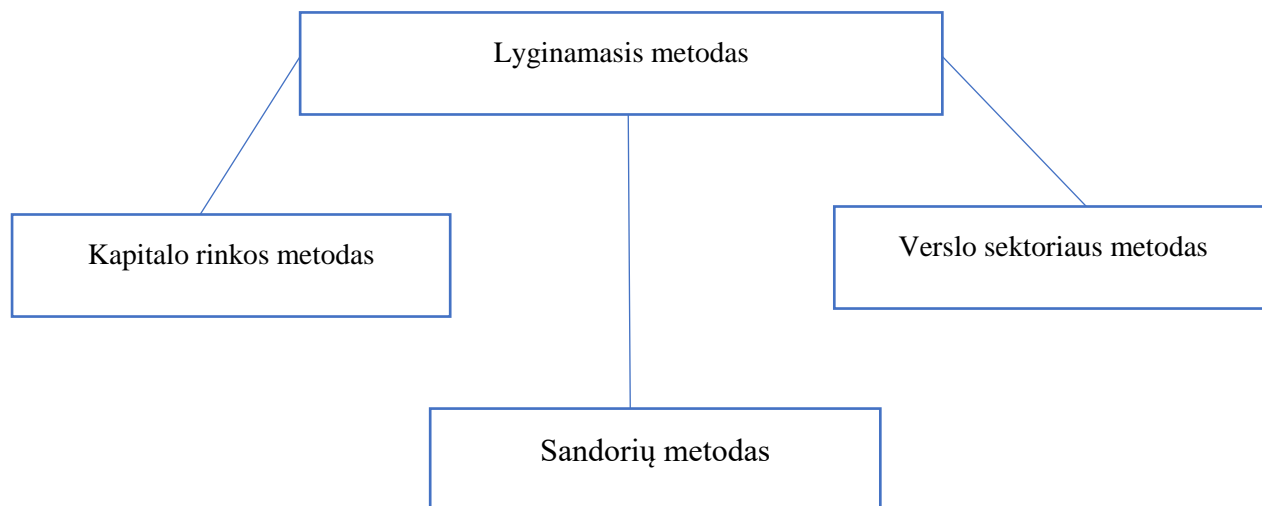 Lyginamasis metodas
Kapitalo rinkos metodas
Verslo sektoriaus metodas
Sandorių metodas